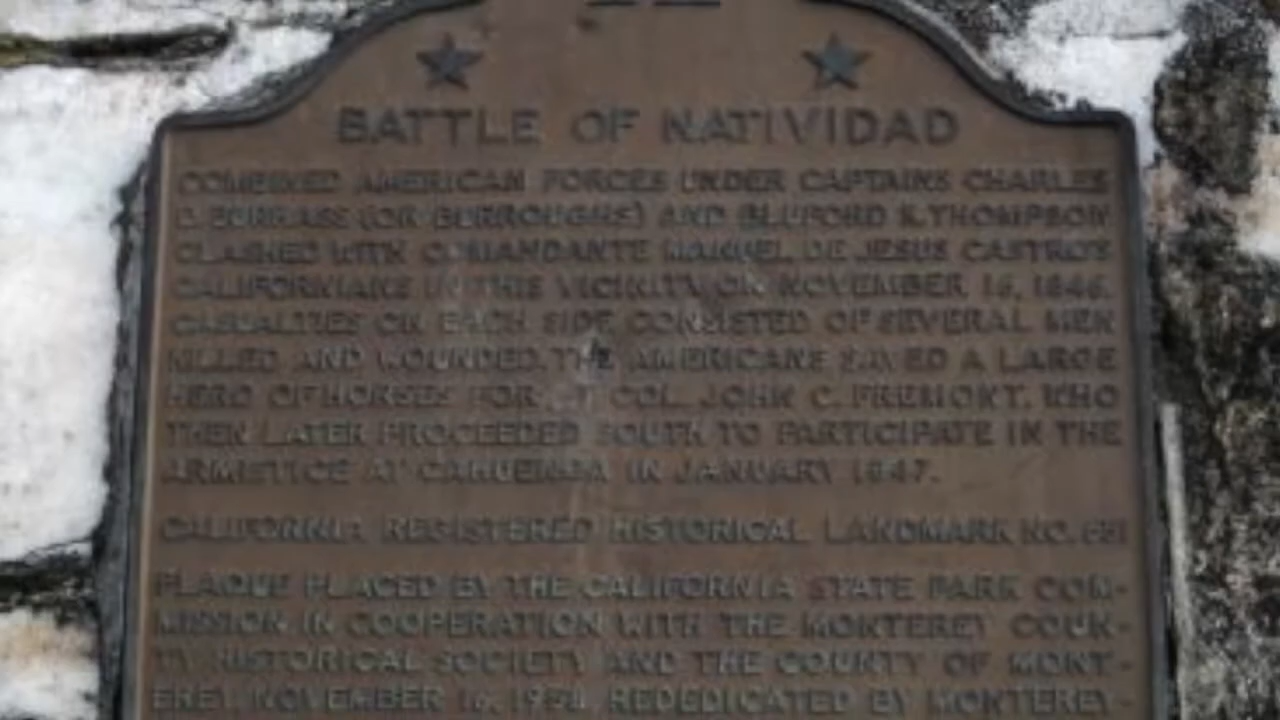 BATTLE OF NATIVIDAD
COMBINED AMERICAN FORCES UNDER CAPTAINS CHARLES
D. BURRASS (OR BURROUGHS) AND BLUFORD K. THOMPSON
CLASHED WITH COMANDANTE MANUEL DE JESUS CASTRO'S
CALIFORNIANS IN THIS VICINITY ON NOVEMBER 16, 1846.
CASUALTIES ON EACH SIDE CONSISTED OF SEVERAL MEN
KILLED AND WOUNDED. THE AMERICANS SAVED A LARGE
HERD OF HORSES FOR LT. COL. JOHN C. FREMONT, WHO
THEN LATER PROCEEDED SOUTH TO PARTICIPATE IN THE
ARMISTICE AT CAHUENGA IN JANUARY 1847.
CALIFORNIA REGISTERED HISTORICAL LANDMARK NO. 651
PLAQUE PLACED BY THE CALIFORNIA STATE PARK COM-
MISSION IN COOPERATION WITH THE MONTEREY COUN-
TY HISTORICAL SOCIETY AND THE COUNTY OF MONT-
EREY NOVEMBER 16, 1958. REDEDICATED BY MONTEREY-